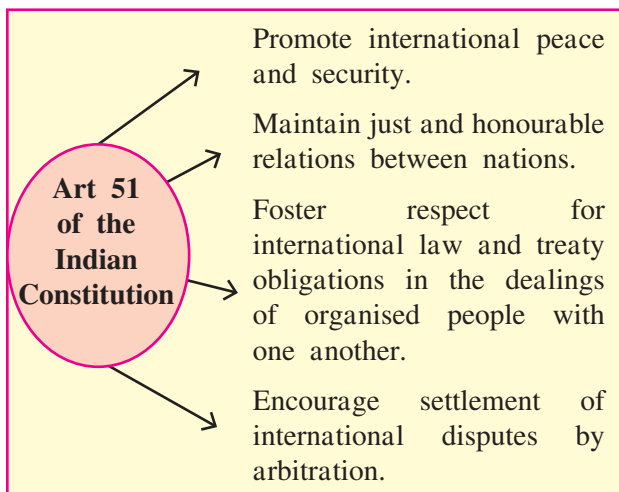 Art 51
of the
Indian
Constitution
Promote international peace
and security.
Maintain just and honourable
relations between nations.
Foster respect for
international law and treaty
obligations in the dealings
of organised people with
one another.
Encourage settlement of
international disputes by
arbitration.